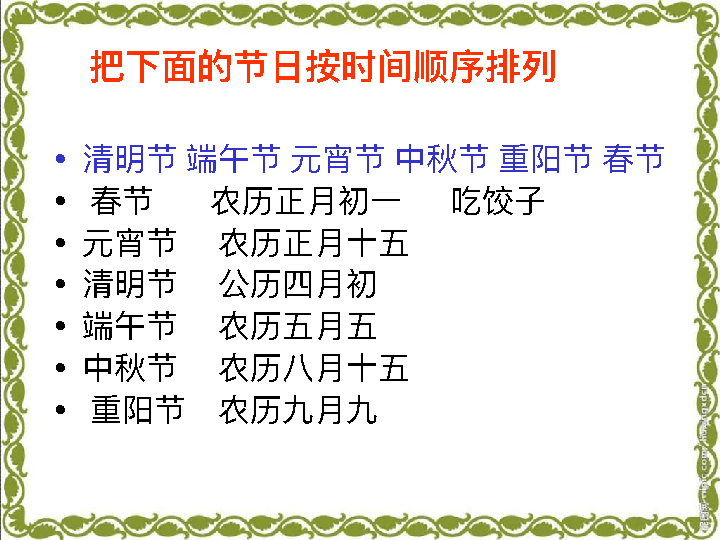 把下面的节日按时间顺序排列
• 清明节 端午节 元宵节 中秋节 重阳节 春节
• 春节 农历正月初一 吃饺子
• 元宵节 农历正月十五
• 清明节 公历四月初
• 端午节 农历五月五
• 中秋节 农历八月十五
• 重阳节 农历九月九